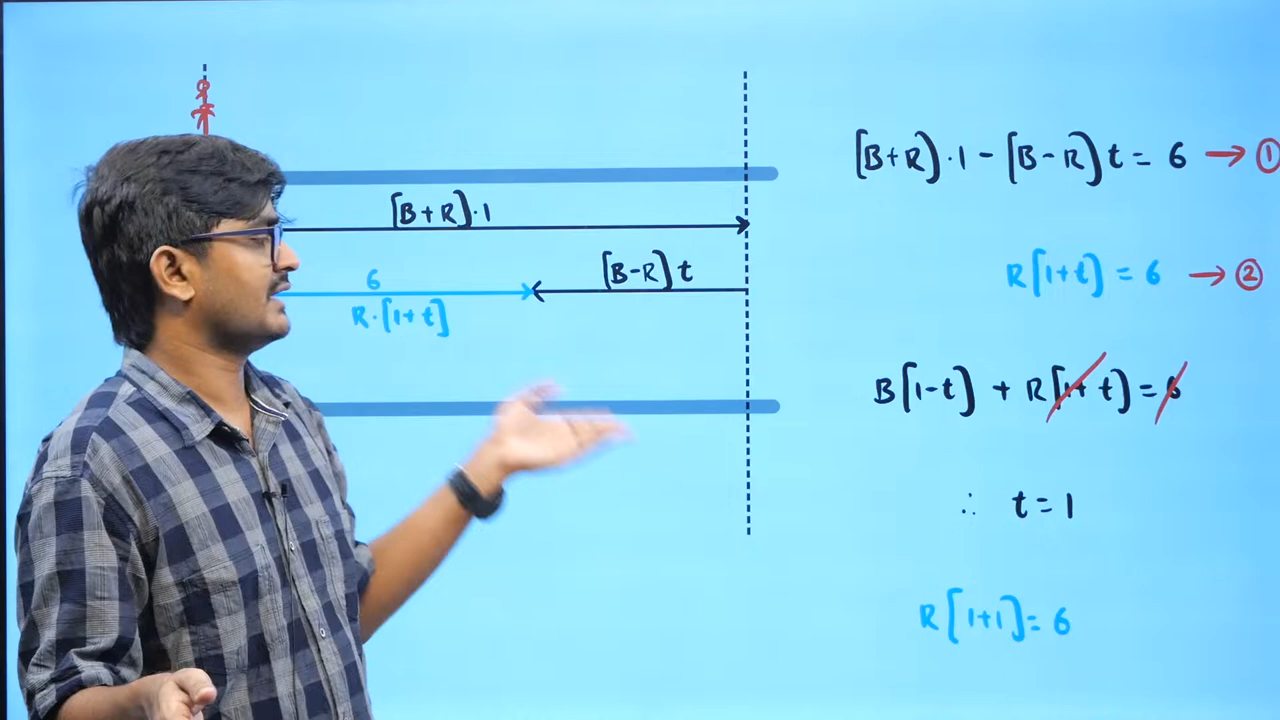 [B+R]·1
6
R·[1+t]
[B-R]t
[B+R]·1 - [B-R]t = 6 → ①
R[1+t] = 6 → ②
B[1-t] + R[1+t] = 6
∴ t = 1
R[1+1] = 6